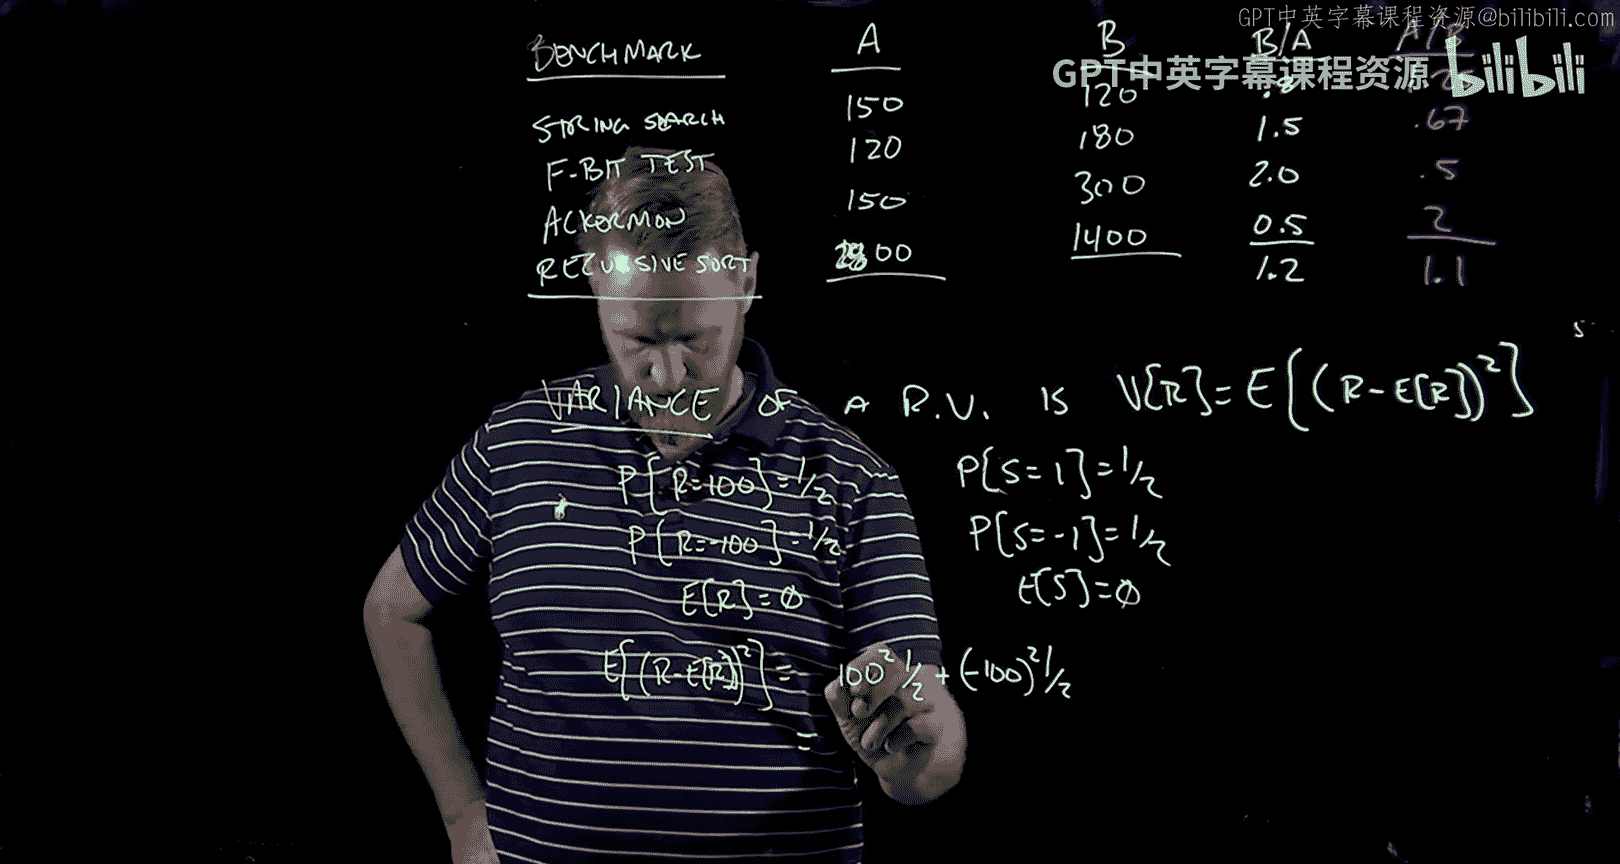 GPT中英字幕课程资源@bilibili.com
GPT中英字幕课程资源 bilibili
BENCHMARK A B B/A A/B
STRING SEARCH 150 120 .8
F-BIT TEST 120 180 1.5 .67
ACKERMON 150 300 2.0 .5
RECURSIVE SORT 00 1400 0.5 2
1.2 1.1
VARIANCE OF A R.V. IS V[R]=E[(R-E[R])²]
P[R=100]=1/2 P[S=1]=1/2
P[R=-100]=1/2 P[S=-1]=1/2
E[R]=0 E[S]=0
E[(R-E[R])²]= 100² 1/2 + (-100)² 1/2
=